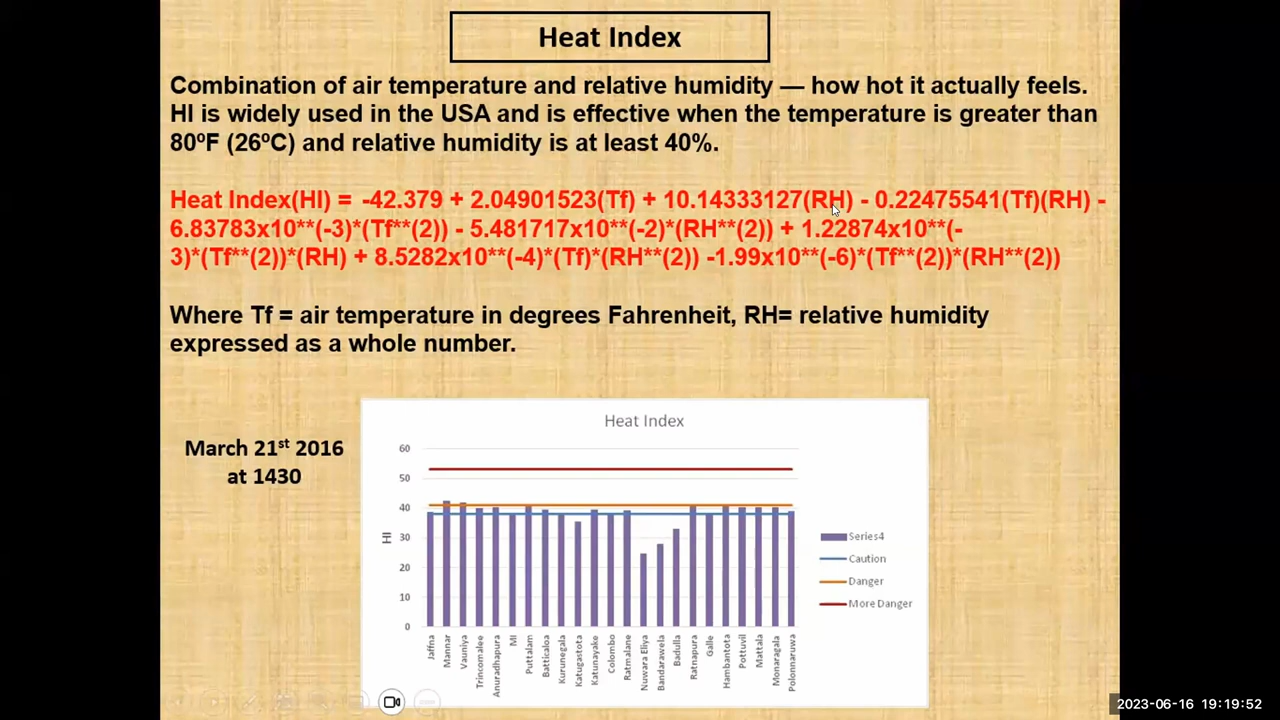 Heat Index
Combination of air temperature and relative humidity — how hot it actually feels.
HI is widely used in the USA and is effective when the temperature is greater than
80ºF (26ºC) and relative humidity is at least 40%.
Heat Index(HI) = -42.379 + 2.04901523(Tf) + 10.14333127(RH) - 0.22475541(Tf)(RH) -
6.83783x10**(-3)*(Tf**(2)) - 5.481717x10**(-2)*(RH**(2)) + 1.22874x10**(-
3)*(Tf**(2))*(RH) + 8.5282x10**(-4)*(Tf)*(RH**(2)) -1.99x10**(-6)*(Tf**(2))*(RH**(2))
Where Tf = air temperature in degrees Fahrenheit, RH= relative humidity
expressed as a whole number.
March 21st 2016
at 1430
Heat Index
60
50
40
30
20
10
0
HI
Jaffna
Mannar
Vauniya
Trincomalee
Anuradhapura
MI
Puttalam
Batticaloa
Kurunegala
Katugastota
Katunayake
Colombo
Ratmalane
Nuwara Eliya
Bandarawela
Badulla
Ratnapura
Galle
Hambantota
Pottuvil
Mattala
Monaragala
Polonnaruwa
Series4
Caution
Danger
More Danger
2023-06-16 19:19:52